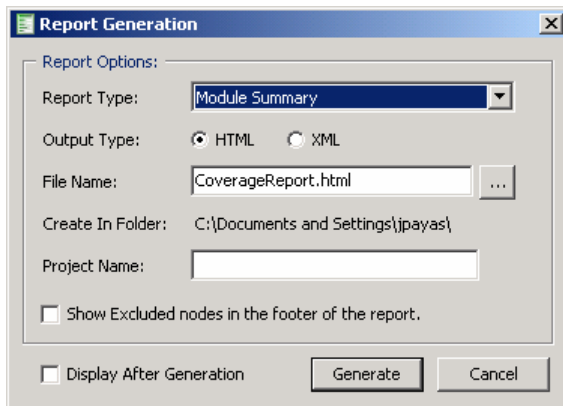 Report Generation
Report Options:
Report Type: Module Summary
Output Type: HTML XML
File Name: CoverageReport.html ...
Create In Folder: C:\Documents and Settings\jpayas\
Project Name:
Show Excluded nodes in the footer of the report.
Display After Generation Generate Cancel